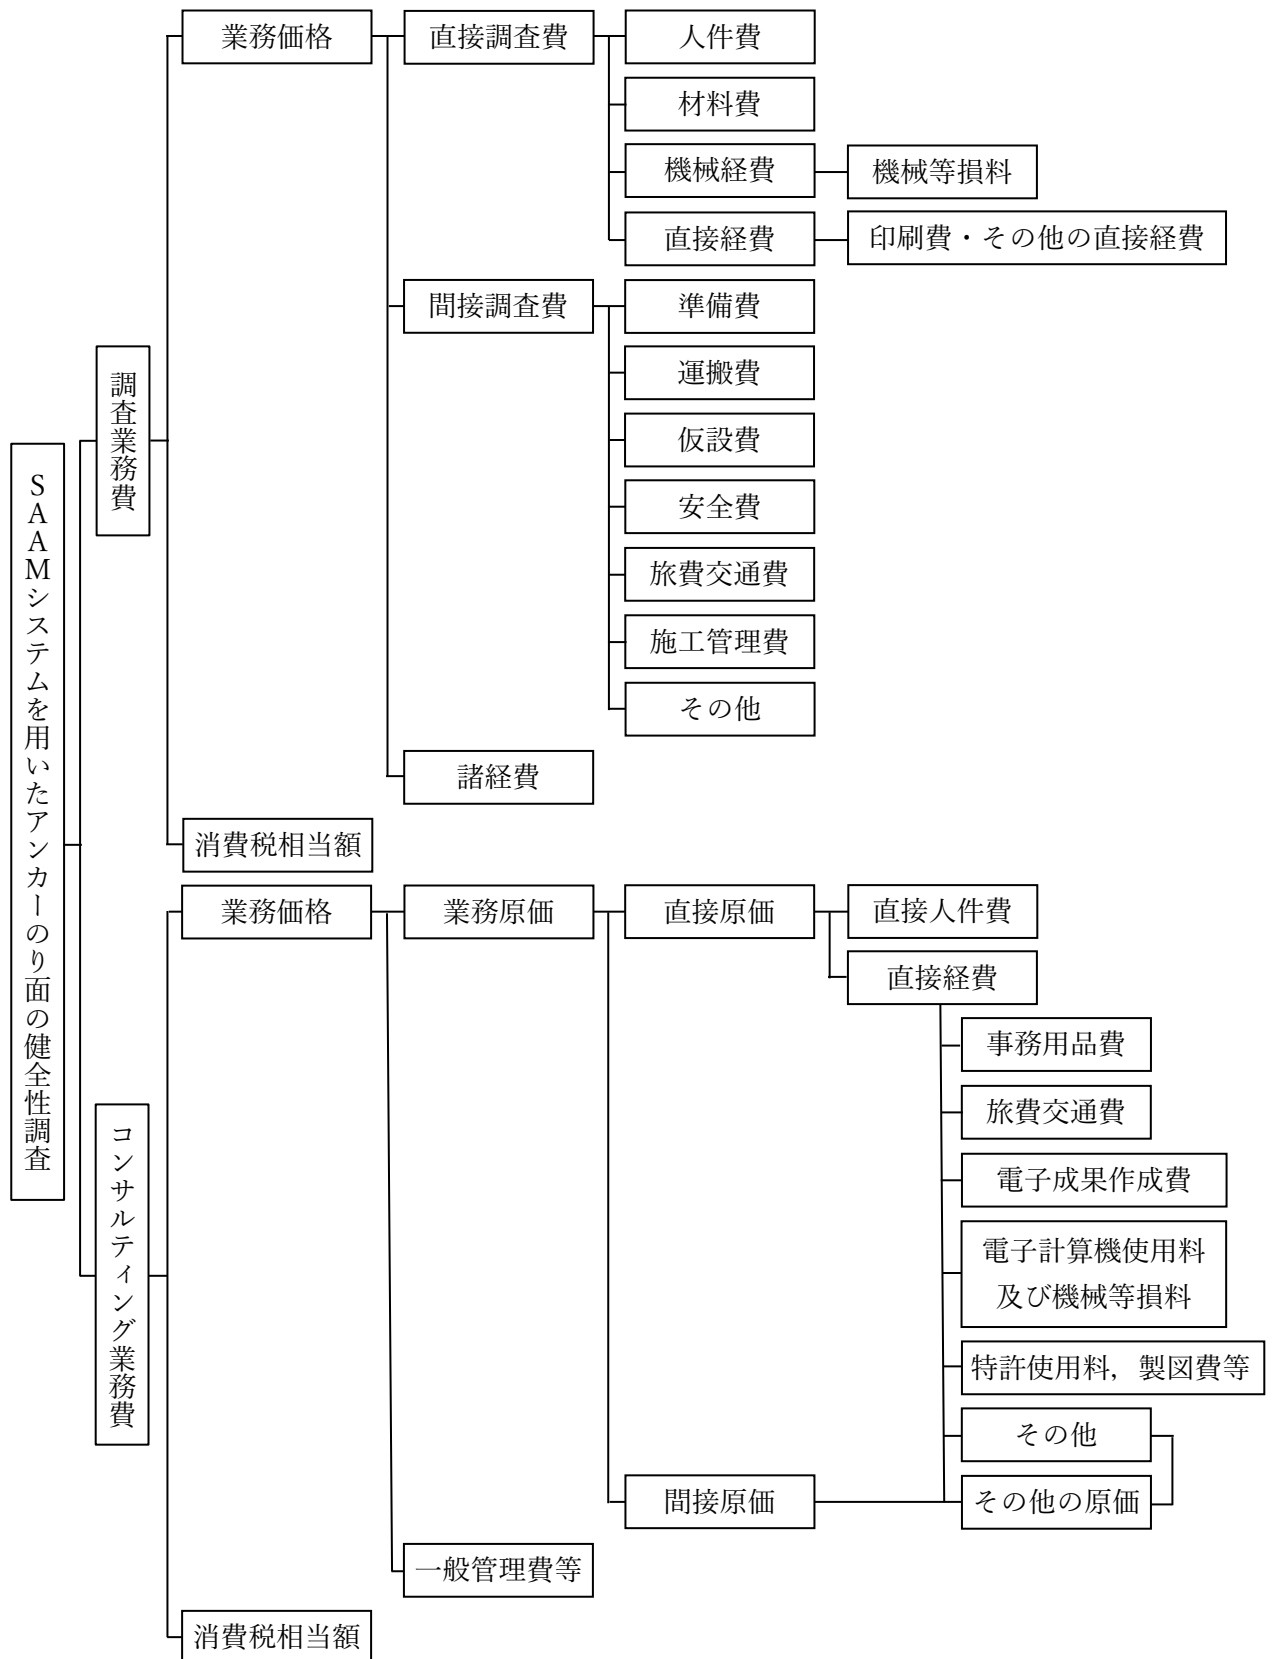 SAAMシステムを用いたアンカーのり面の健全性調査
調査業務費
業務価格
直接調査費
人件費
材料費
機械経費
機械等損料
直接経費
印刷費・その他の直接経費
間接調査費
準備費
運搬費
仮設費
安全費
旅費交通費
施工管理費
その他
諸経費
消費税相当額
コンサルティング業務費
業務価格
業務原価
直接原価
直接人件費
直接経費
事務用品費
旅費交通費
電子成果作成費
電子計算機使用料
及び機械等損料
特許使用料，製図費等
その他
間接原価
その他の原価
一般管理費等
消費税相当額